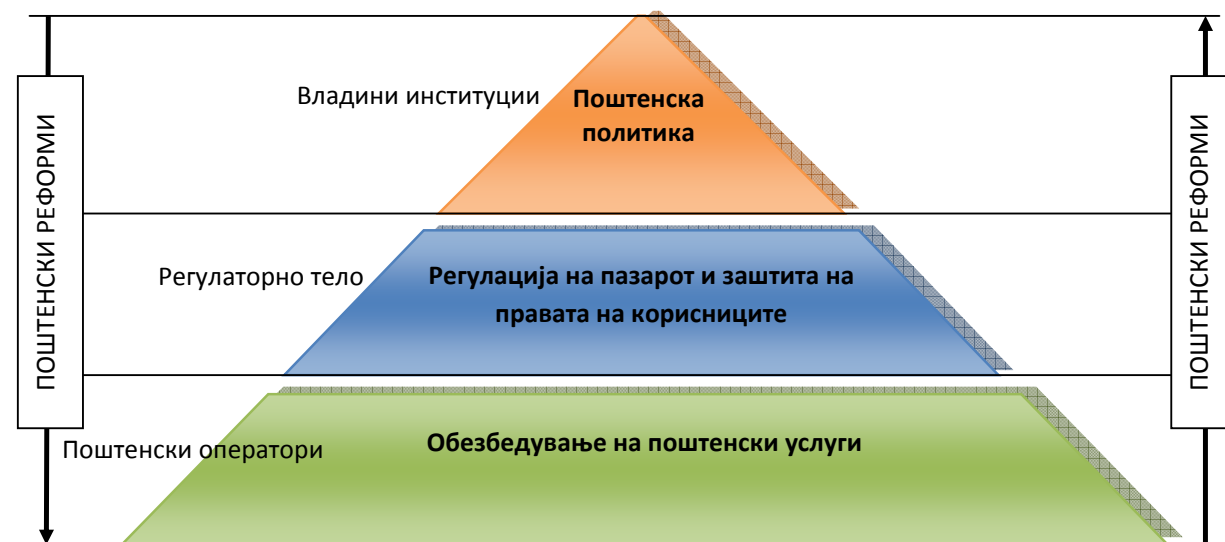 ПОШТЕНСКИ РЕФОРМИ
Владини институции
Поштенска
политика
Регулаторно тело
Регулација на пазарот и заштита на
правата на корисниците
Поштенски оператори
Обезбедување на поштенски услуги
ПОШТЕНСКИ РЕФОРМИ